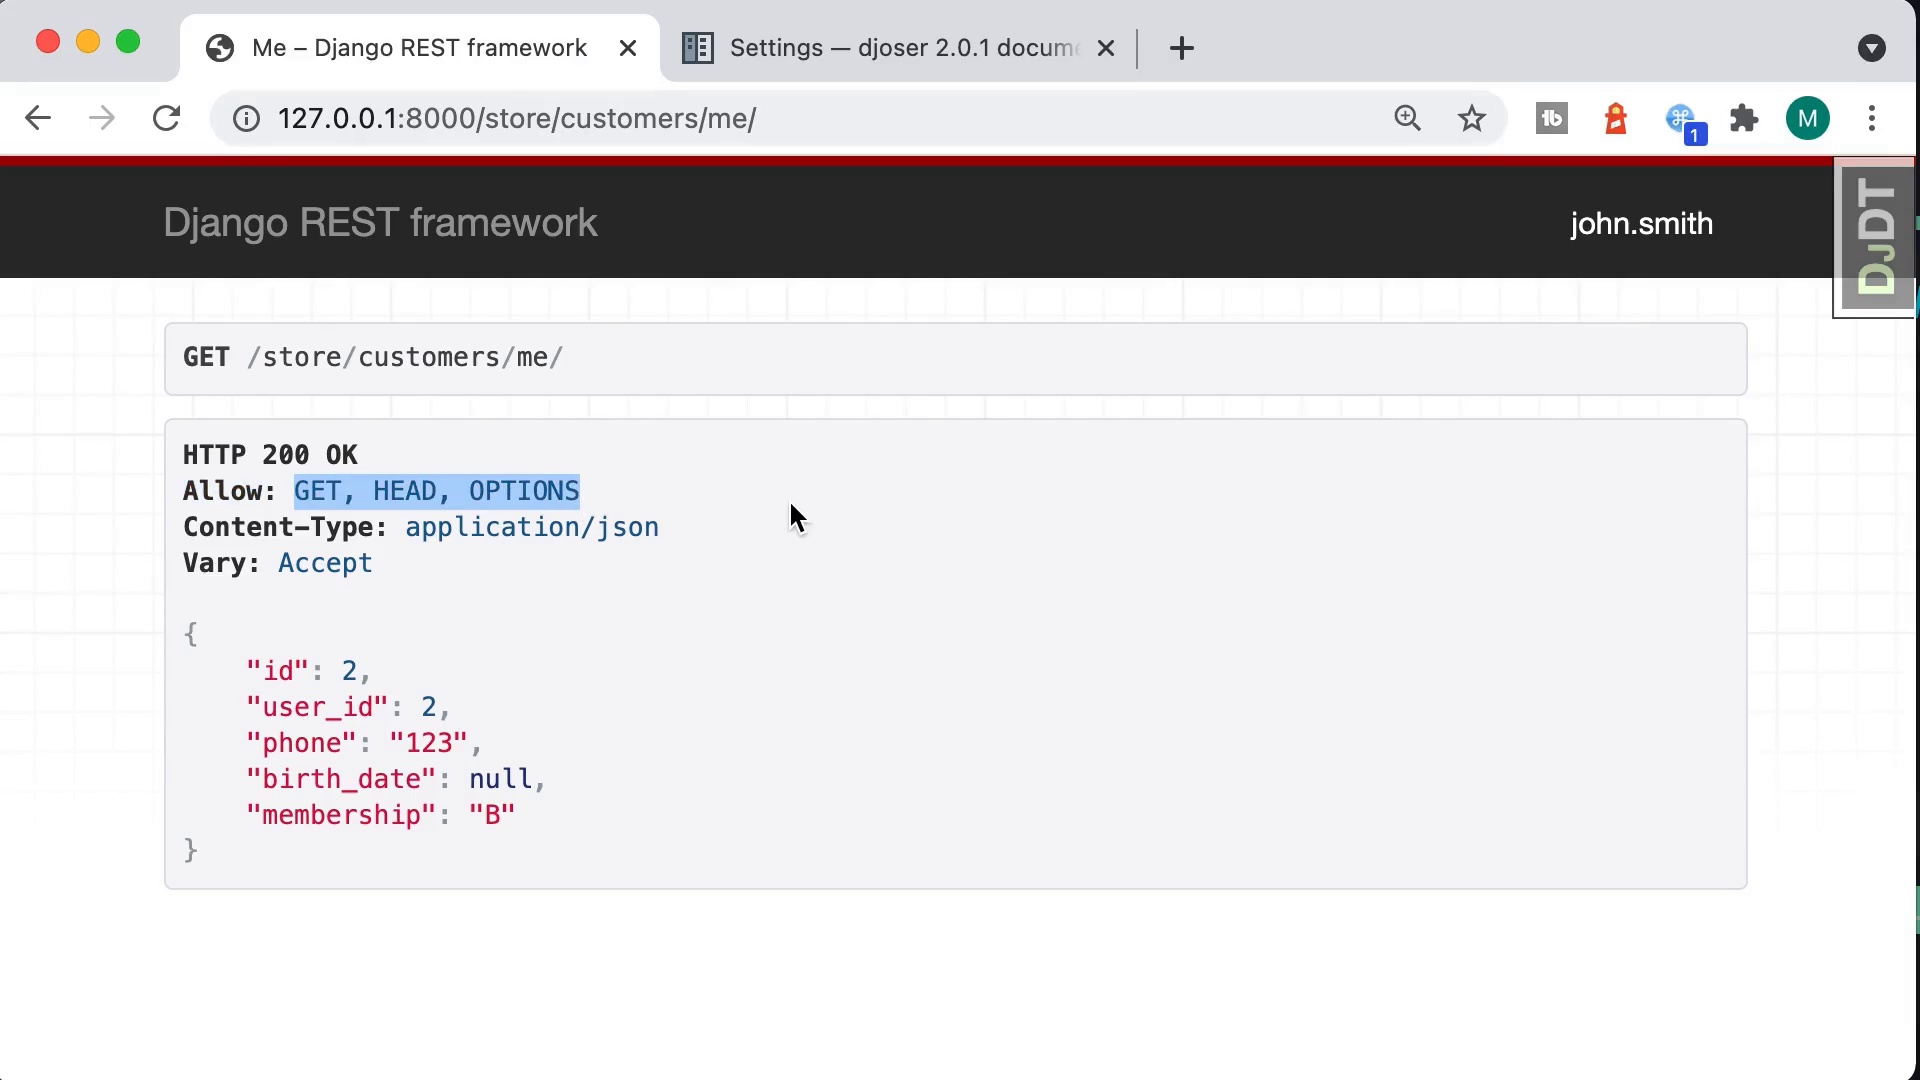 Me – Django REST framework
Settings — djoser 2.0.1 docum
127.0.0.1:8000/store/customers/me/
1
M
Django REST framework
john.smith
DJDT
GET /store/customers/me/
HTTP 200 OK
Allow: GET, HEAD, OPTIONS
Content-Type: application/json
Vary: Accept
{
"id": 2,
"user_id": 2,
"phone": "123",
"birth_date": null,
"membership": "B"
}